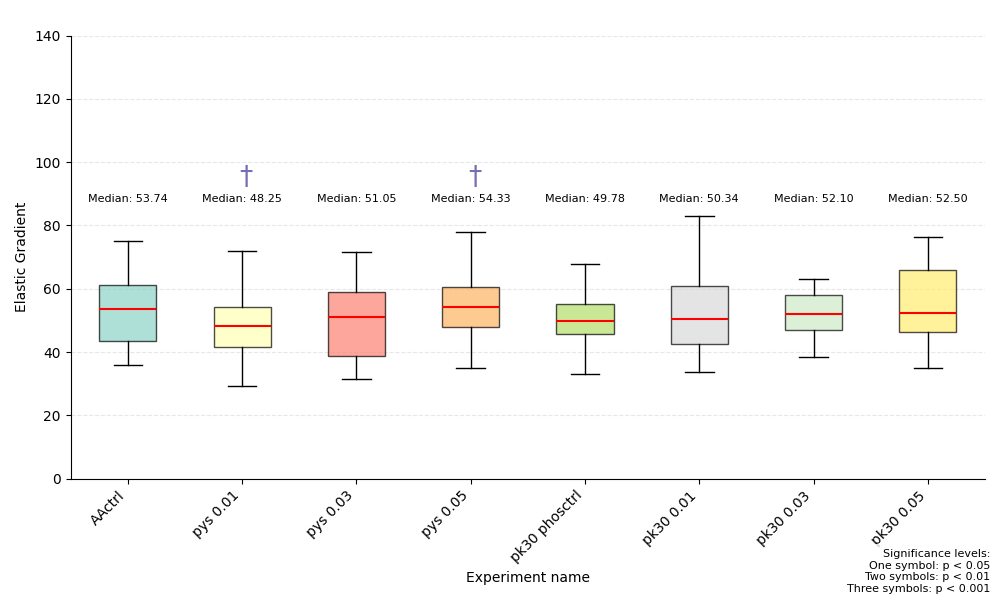 140
120
100
80
60
40
20
0
Elastic Gradient
† †
Median: 53.74 Median: 48.25 Median: 51.05 Median: 54.33 Median: 49.78 Median: 50.34 Median: 52.10 Median: 52.50
AActrl pys 0.01 pys 0.03 pys 0.05 pk30 phosctrl pk30 0.01 pk30 0.03 pk30 0.05
Experiment name
Significance levels:
One symbol: p < 0.05
Two symbols: p < 0.01
Three symbols: p < 0.001